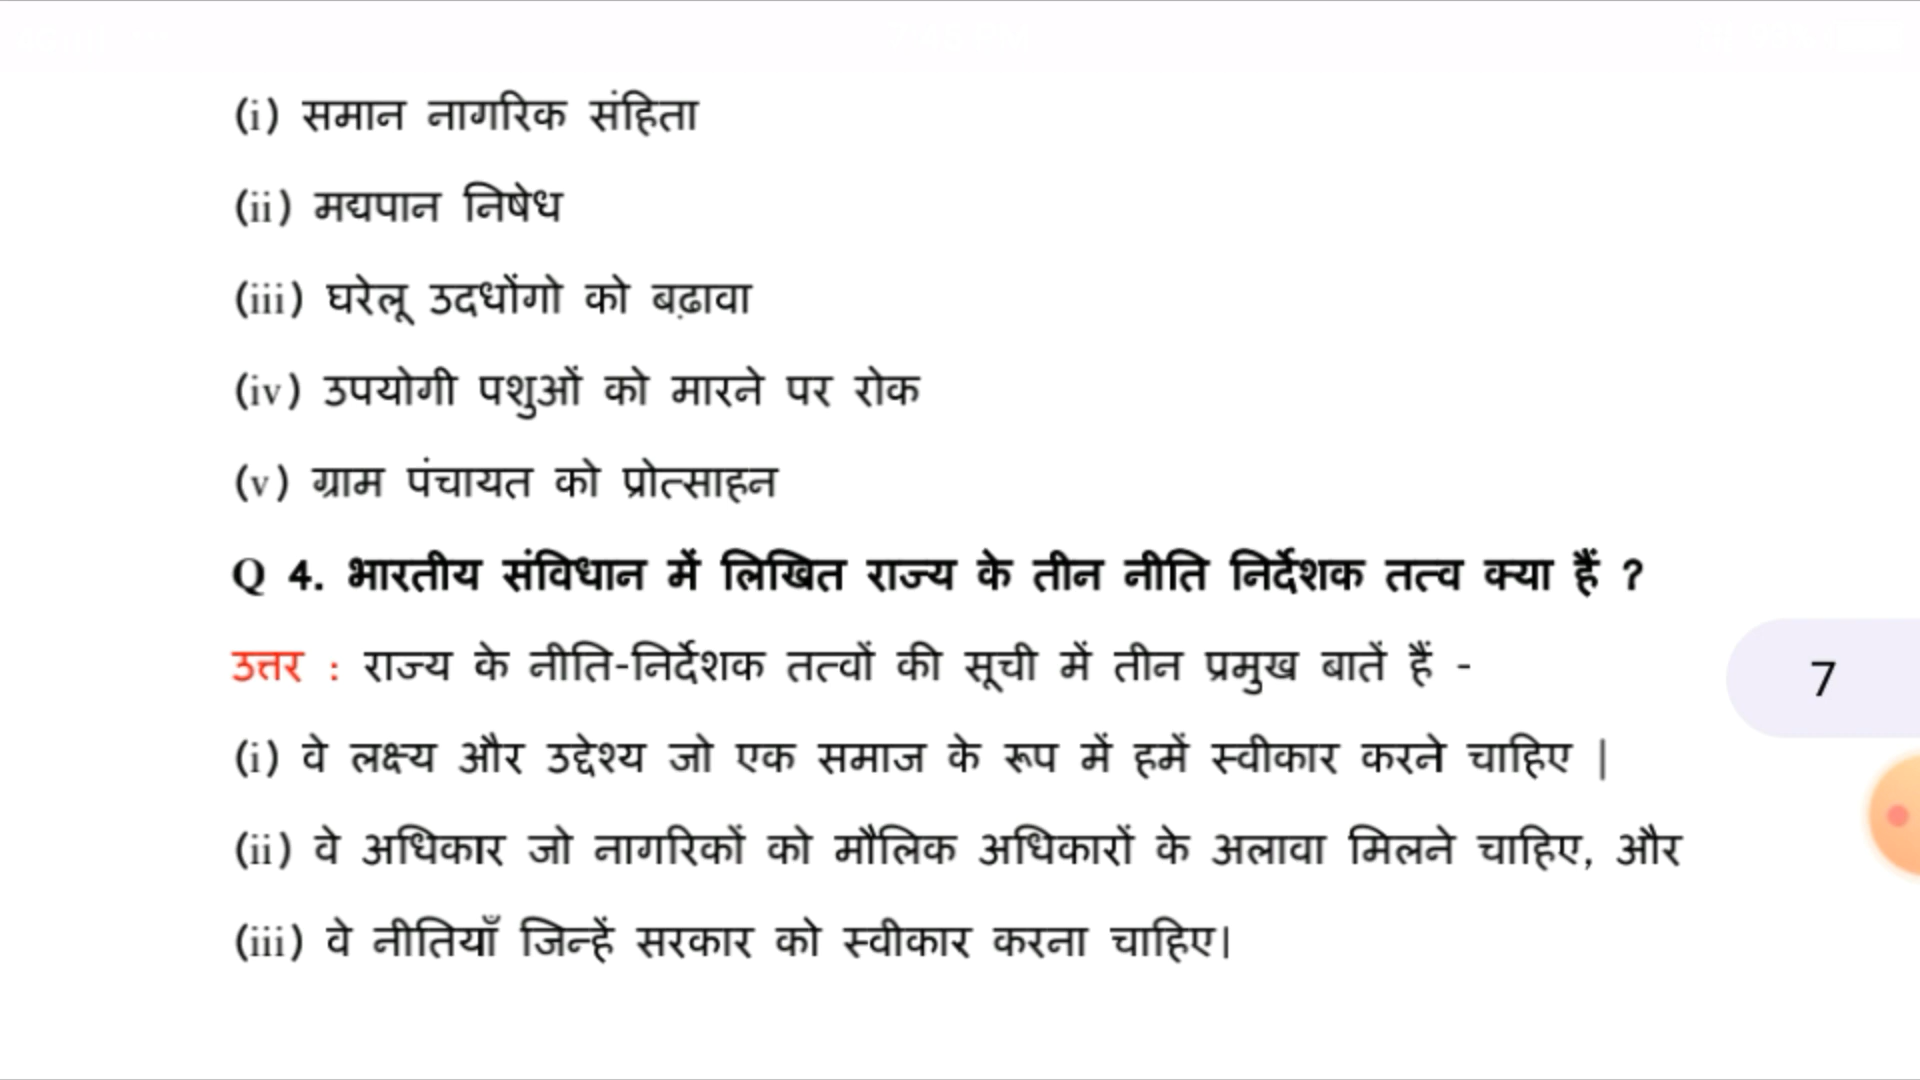 (i) समान नागरिक संहिता
(ii) मद्यपान निषेध
(iii) घरेलू उदधोंगो को बढ़ावा
(iv) उपयोगी पशुओं को मारने पर रोक
(v) ग्राम पंचायत को प्रोत्साहन
Q 4. भारतीय संविधान में लिखित राज्य के तीन नीति निर्देशक तत्व क्या हैं ?
उत्तर : राज्य के नीति-निर्देशक तत्वों की सूची में तीन प्रमुख बातें हैं -
7
(i) वे लक्ष्य और उद्देश्य जो एक समाज के रूप में हमें स्वीकार करने चाहिए |
(ii) वे अधिकार जो नागरिकों को मौलिक अधिकारों के अलावा मिलने चाहिए, और
(iii) वे नीतियाँ जिन्हें सरकार को स्वीकार करना चाहिए।